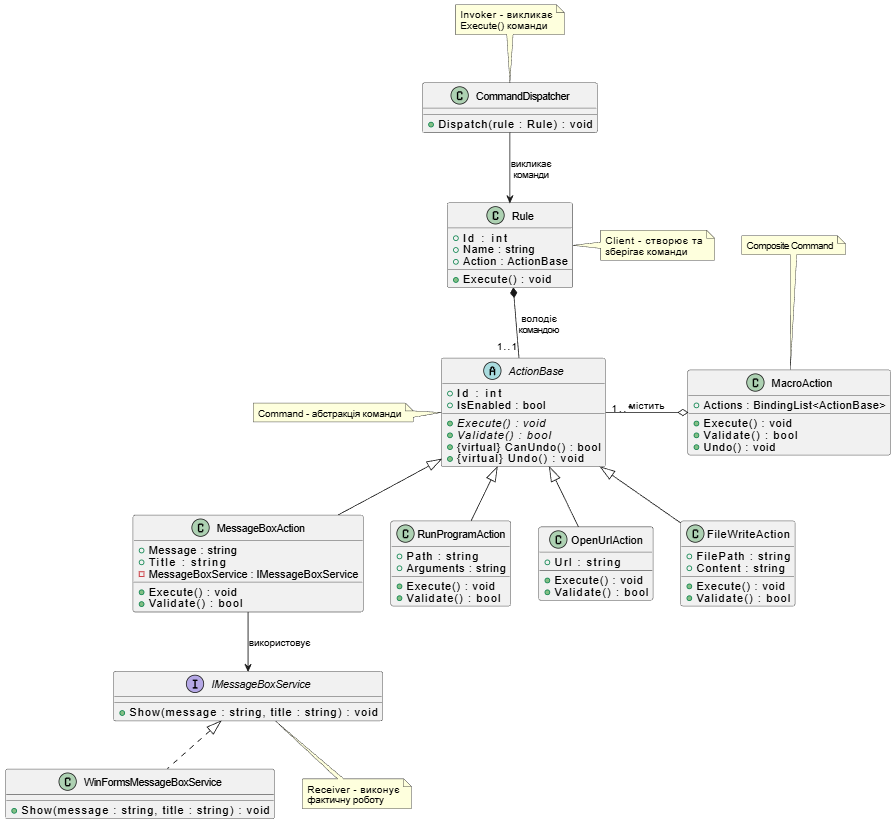 Invoker - викликає
Execute() команди
C CommandDispatcher
Dispatch(rule : Rule) : void
викликає
команди
C Rule
Id : int
Name : string
Action : ActionBase
Execute() : void
Client - створює та
зберігає команди
Composite Command
володіє
командою
1..1
A ActionBase
Id : int
IsEnabled : bool
Execute() : void
Validate() : bool
{virtual} CanUndo() : bool
{virtual} Undo() : void
Command - абстракція команди
1..*
містить
C MacroAction
Actions : BindingList<ActionBase>
Execute() : void
Validate() : bool
Undo() : void
C MessageBoxAction
Message : string
Title : string
MessageBoxService : IMessageBoxService
Execute() : void
Validate() : bool
C RunProgramAction
Path : string
Arguments : string
Execute() : void
Validate() : bool
C OpenUrlAction
Url : string
Execute() : void
Validate() : bool
C FileWriteAction
FilePath : string
Content : string
Execute() : void
Validate() : bool
використовує
I IMessageBoxService
Show(message : string, title : string) : void
C WinFormsMessageBoxService
Show(message : string, title : string) : void
Receiver - виконує
фактичну роботу